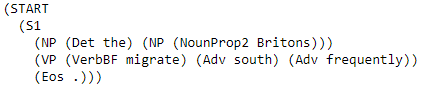 (START
(S1
(NP (Det the) (NP (NounProp2 Britons)))
(VP (VerbBF migrate) (Adv south) (Adv frequently))
(Eos .)))